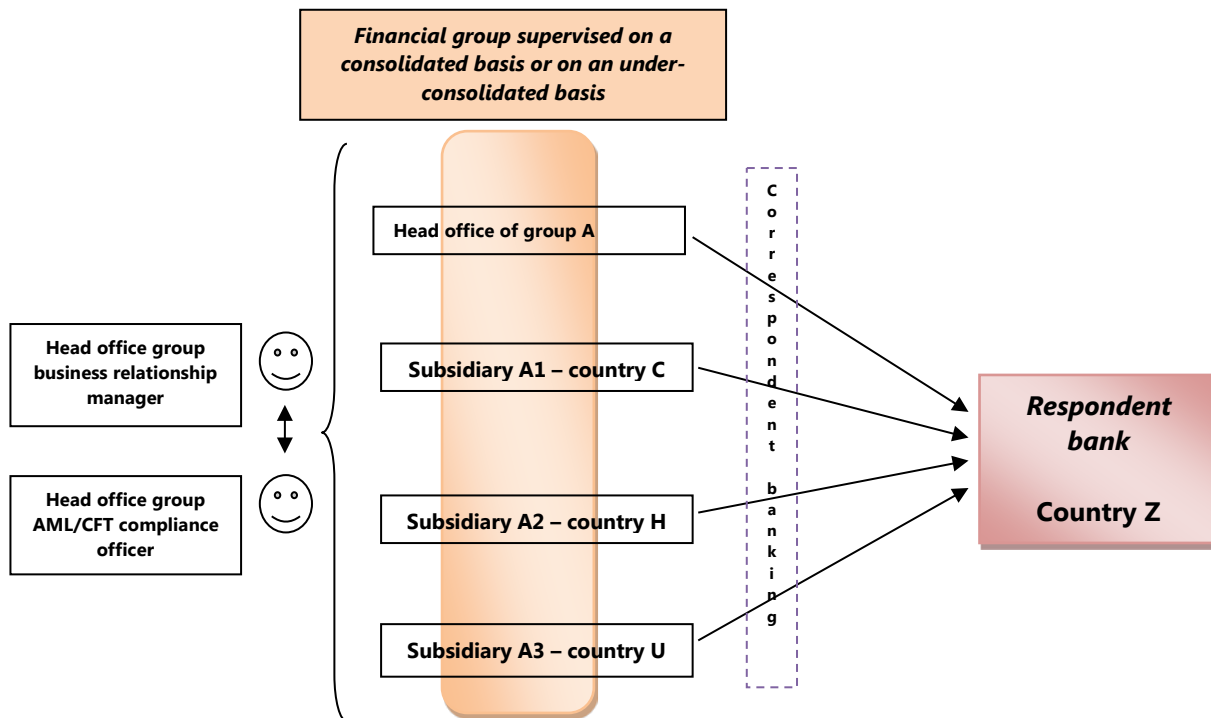 Financial group supervised on a
consolidated basis or on an under-
consolidated basis
Head office of group A
Head office group
business relationship
manager
Subsidiary A1 – country C
Head office group
AML/CFT compliance
officer
Subsidiary A2 – country H
Subsidiary A3 – country U
Correspondent banking
Respondent
bank
Country Z